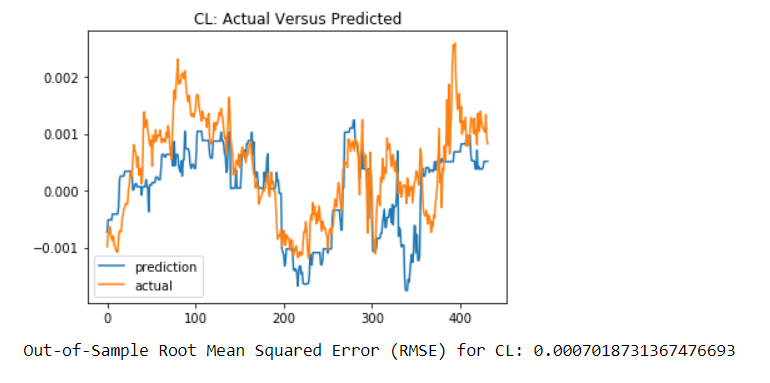 CL: Actual Versus Predicted
0.002
0.001
0.000
−0.001
prediction
actual
0 100 200 300 400
Out-of-Sample Root Mean Squared Error (RMSE) for CL: 0.0007018731367476693